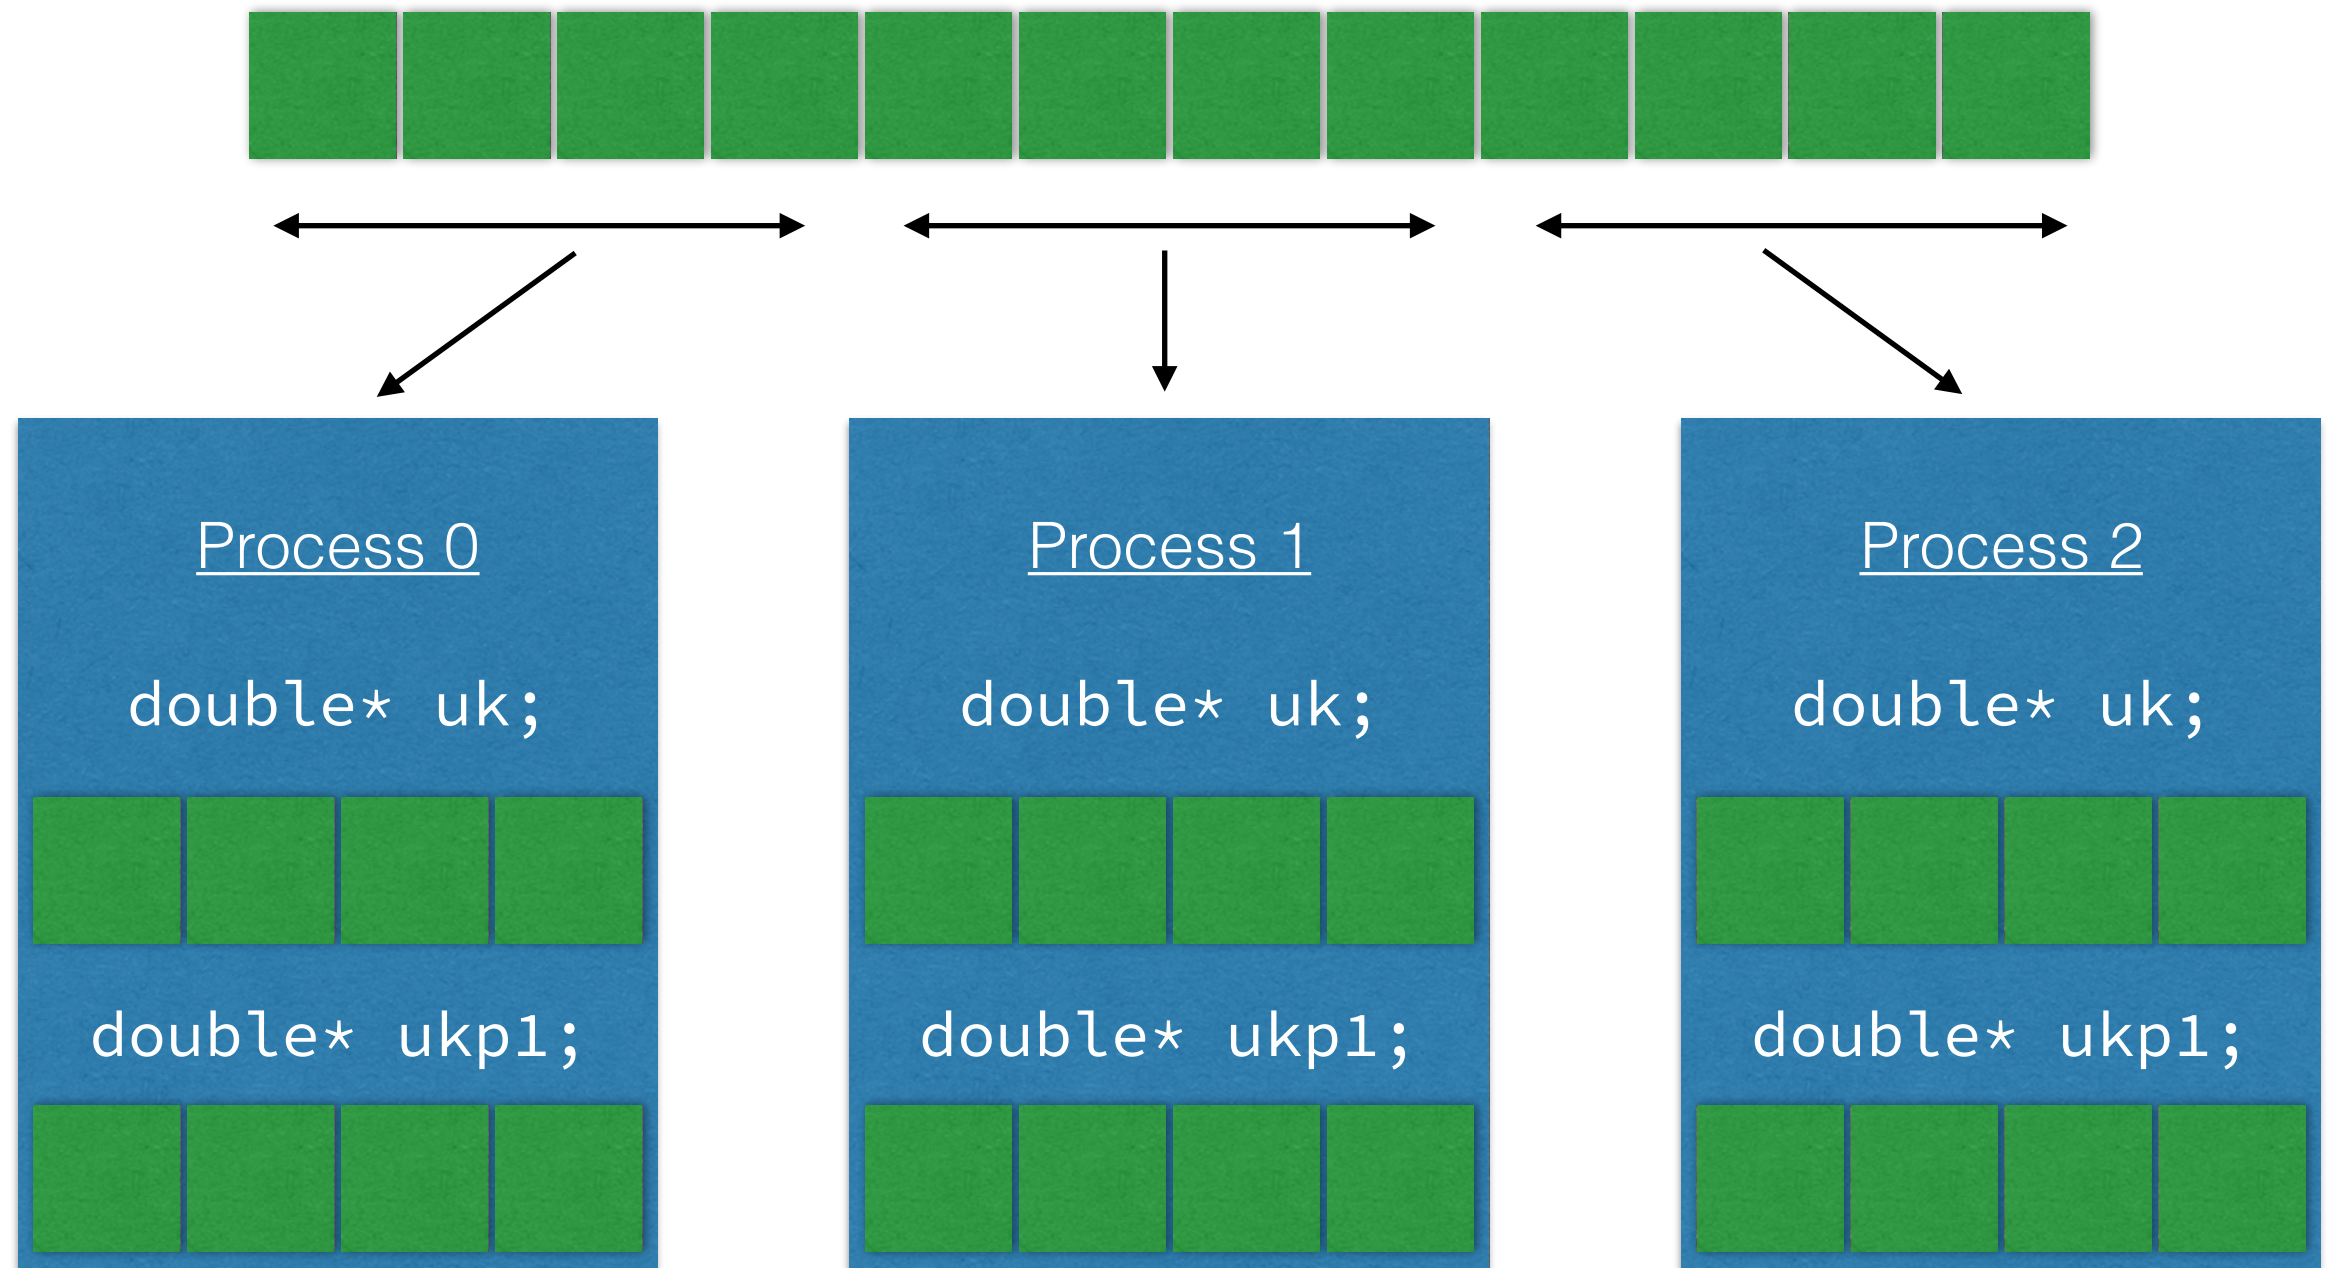 Process 0
double* uk;
double* ukp1;
Process 1
double* uk;
double* ukp1;
Process 2
double* uk;
double* ukp1;